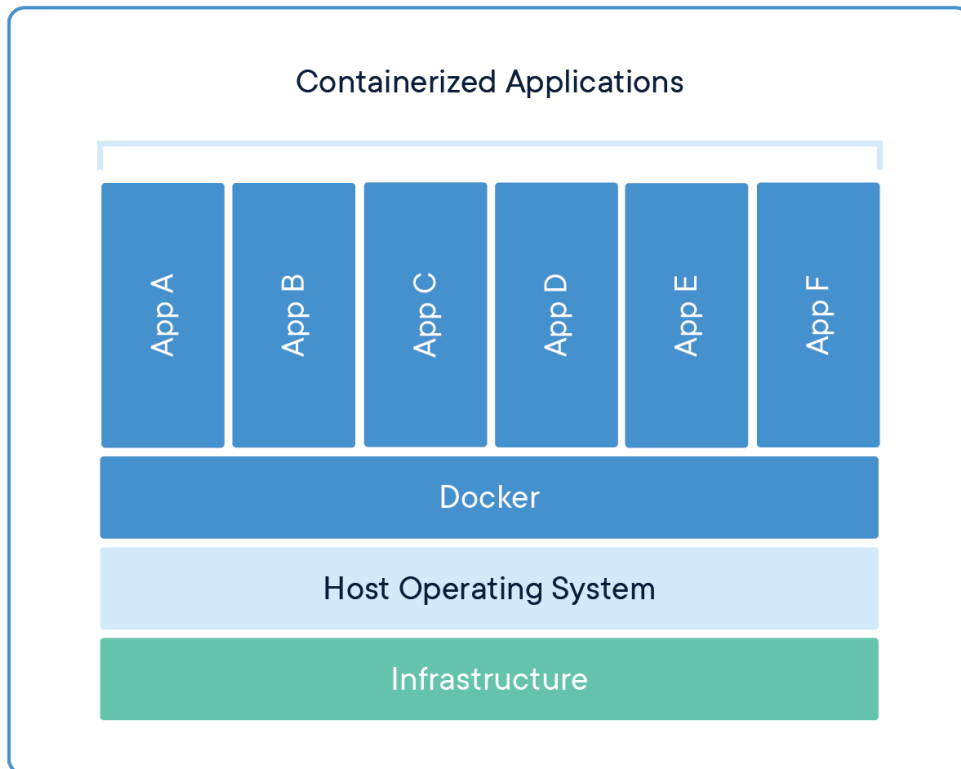 Containerized Applications
App A
App B
App C
App D
App E
App F
Docker
Host Operating System
Infrastructure